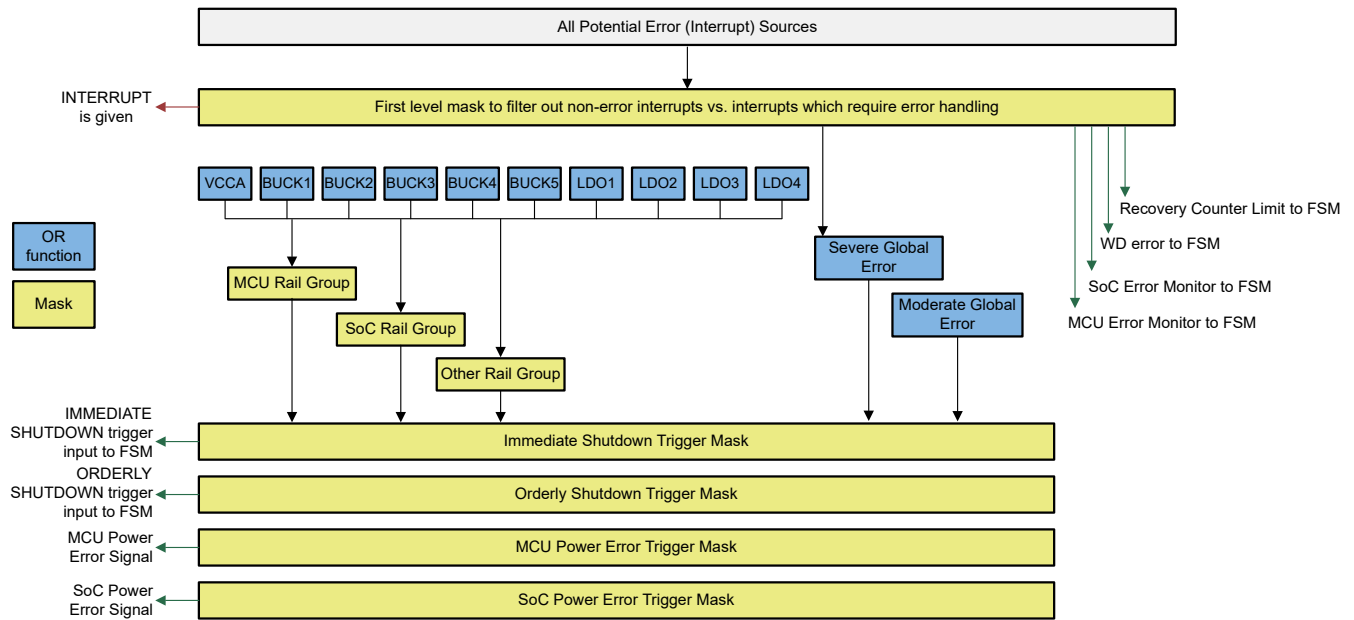 All Potential Error (Interrupt) Sources
INTERRUPT
is given
First level mask to filter out non-error interrupts vs. interrupts which require error handling
VCCA
BUCK1
BUCK2
BUCK3
BUCK4
BUCK5
LDO1
LDO2
LDO3
LDO4
Recovery Counter Limit to FSM
WD error to FSM
SoC Error Monitor to FSM
MCU Error Monitor to FSM
OR
function
Mask
Severe Global
Error
Moderate Global
Error
MCU Rail Group
SoC Rail Group
Other Rail Group
IMMEDIATE
SHUTDOWN trigger
input to FSM
Immediate Shutdown Trigger Mask
ORDERLY
SHUTDOWN trigger
input to FSM
Orderly Shutdown Trigger Mask
MCU Power
Error Signal
MCU Power Error Trigger Mask
SoC Power
Error Signal
SoC Power Error Trigger Mask